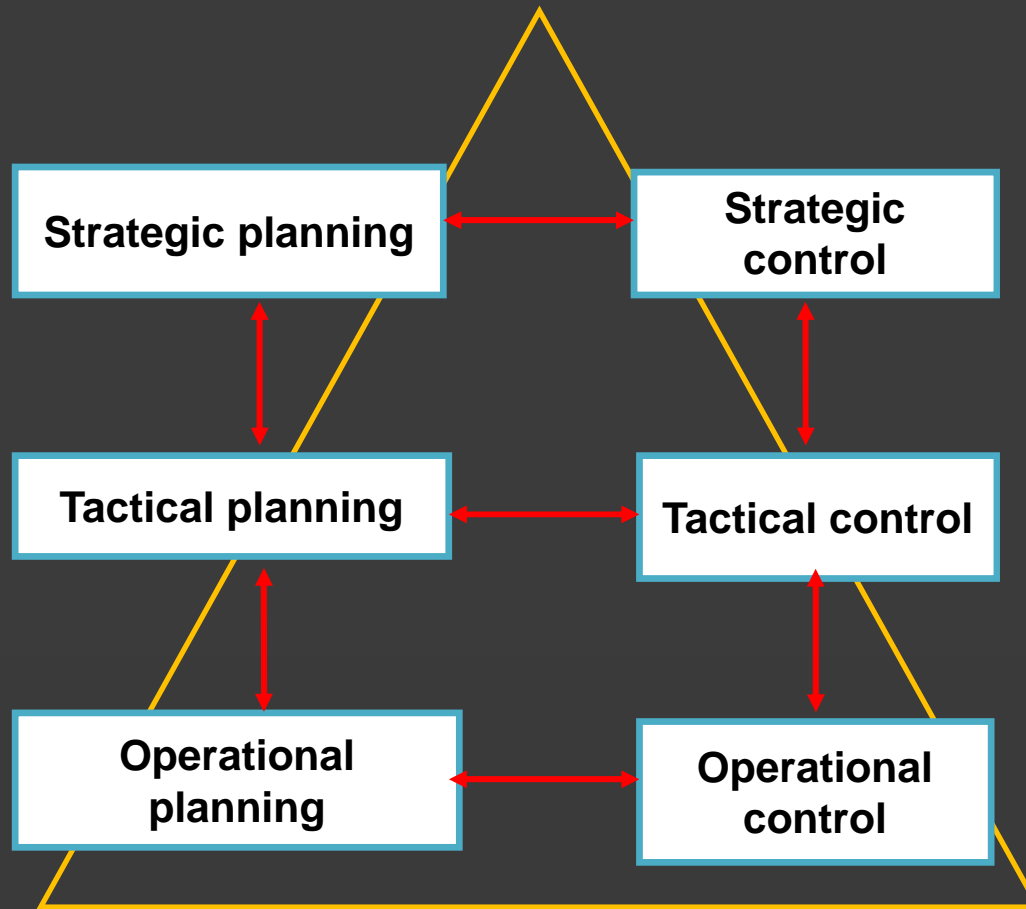 Strategic planning
Strategic
control
Tactical planning
Tactical control
Operational
planning
Operational
control